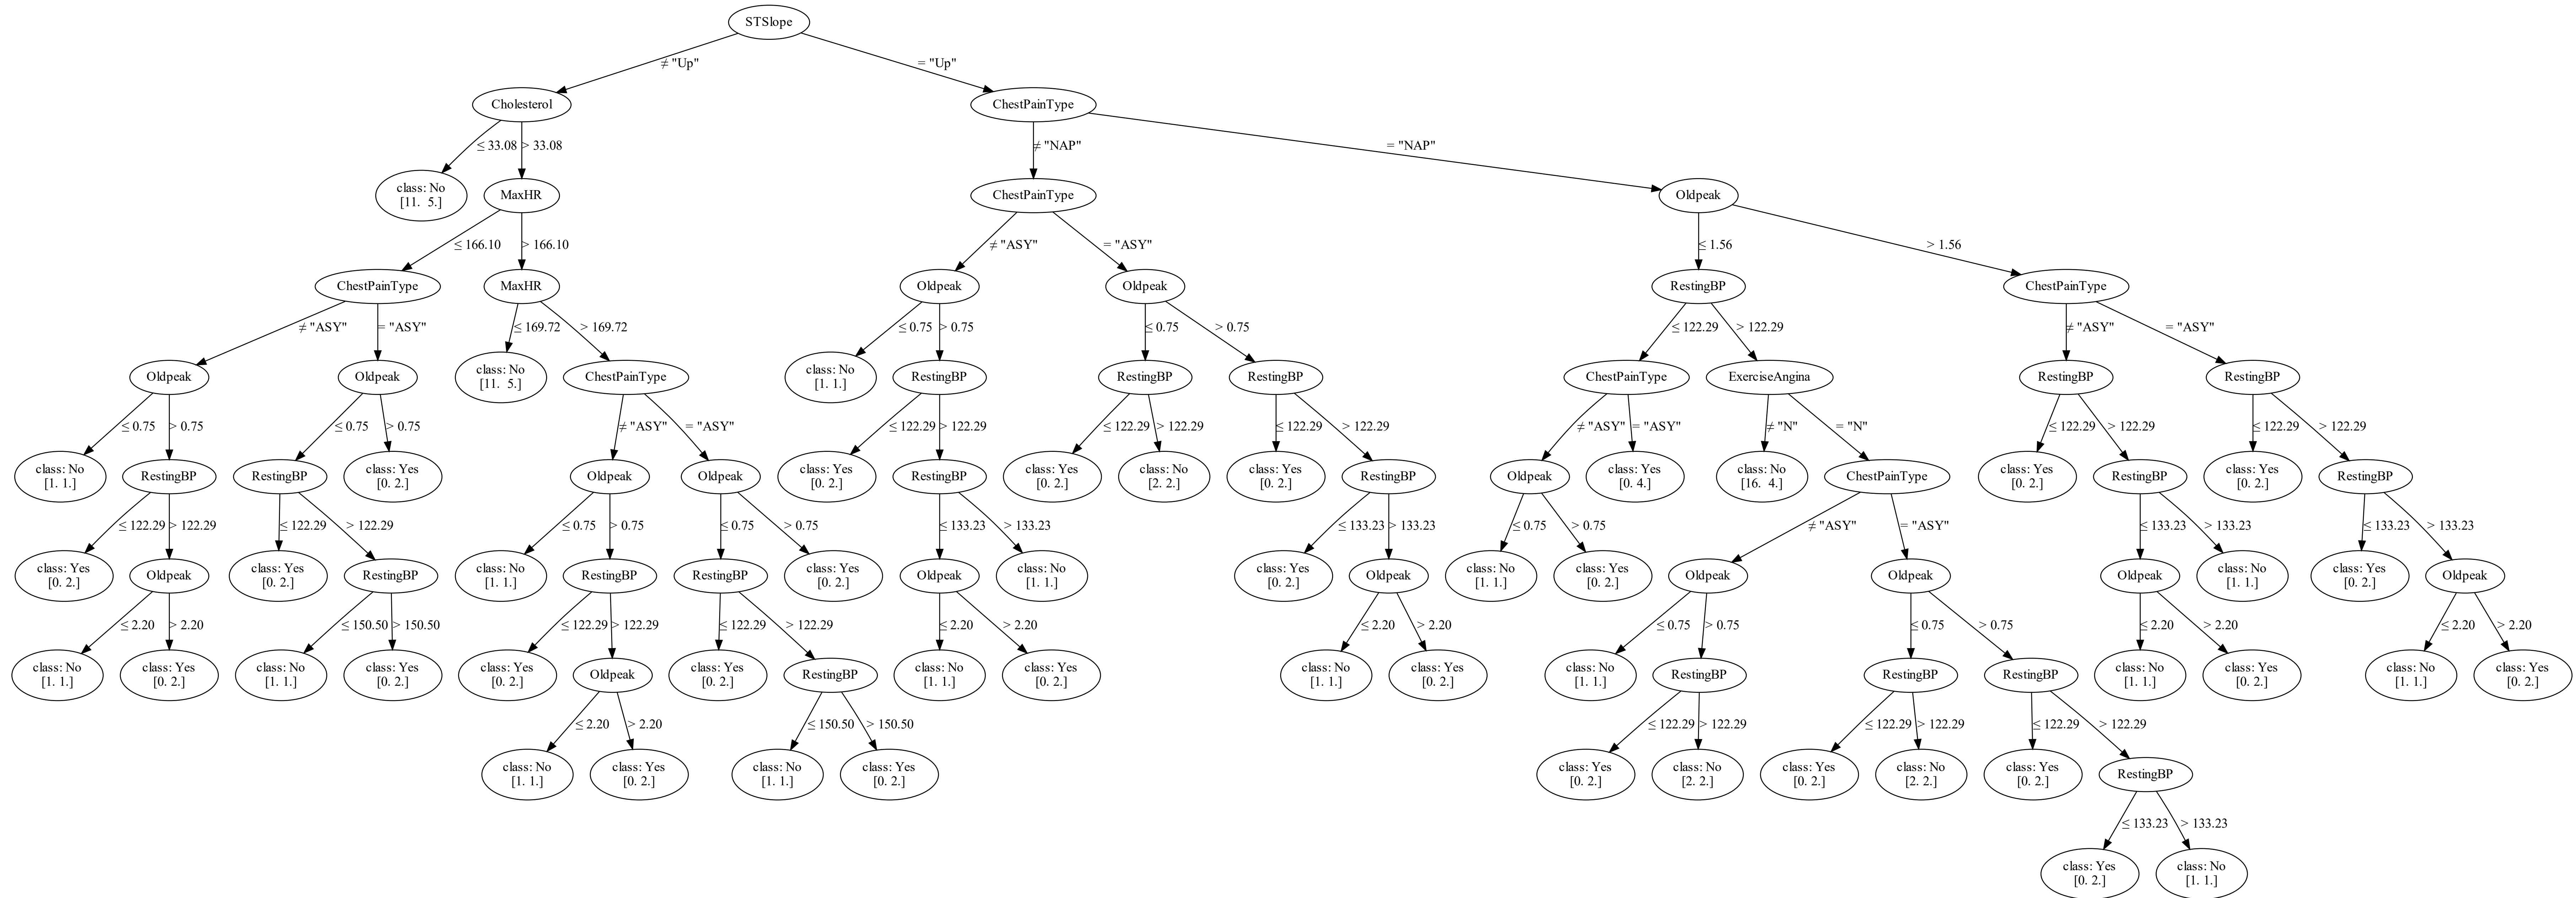 STSlope
≠ "Up"
= "Up"
Cholesterol
ChestPainType
≤ 33.08
> 33.08
≠ "NAP"
= "NAP"
class: No
[11.  5.]
MaxHR
ChestPainType
Oldpeak
≤ 166.10
> 166.10
≠ "ASY"
= "ASY"
≤ 1.56
> 1.56
ChestPainType
MaxHR
Oldpeak
Oldpeak
RestingBP
ChestPainType
≠ "ASY"
= "ASY"
≤ 169.72
> 169.72
≤ 0.75
> 0.75
≤ 0.75
> 0.75
≤ 122.29
> 122.29
≠ "ASY"
= "ASY"
Oldpeak
Oldpeak
class: No
[11.  5.]
ChestPainType
class: No
[1. 1.]
RestingBP
RestingBP
RestingBP
ChestPainType
ExerciseAngina
RestingBP
RestingBP
≤ 0.75
> 0.75
≤ 0.75
> 0.75
≠ "ASY"
= "ASY"
≤ 122.29
> 122.29
≤ 122.29
> 122.29
≤ 122.29
> 122.29
≠ "ASY"
= "ASY"
≠ "N"
= "N"
≤ 122.29
> 122.29
≤ 122.29
> 122.29
class: No
[1. 1.]
RestingBP
RestingBP
class: Yes
[0. 2.]
Oldpeak
Oldpeak
class: Yes
[0. 2.]
RestingBP
class: Yes
[0. 2.]
class: No
[2. 2.]
class: Yes
[0. 2.]
RestingBP
Oldpeak
class: Yes
[0. 4.]
class: No
[16.  4.]
ChestPainType
class: Yes
[0. 2.]
RestingBP
class: Yes
[0. 2.]
RestingBP
≤ 122.29
> 122.29
≤ 122.29
> 122.29
≤ 0.75
> 0.75
≤ 0.75
> 0.75
≤ 133.23
> 133.23
≤ 133.23
> 133.23
≤ 0.75
> 0.75
≠ "ASY"
= "ASY"
≤ 133.23
> 133.23
≤ 133.23
> 133.23
class: Yes
[0. 2.]
Oldpeak
class: Yes
[0. 2.]
RestingBP
class: No
[1. 1.]
RestingBP
RestingBP
class: Yes
[0. 2.]
Oldpeak
class: No
[1. 1.]
class: Yes
[0. 2.]
Oldpeak
class: No
[1. 1.]
class: Yes
[0. 2.]
Oldpeak
Oldpeak
Oldpeak
class: No
[1. 1.]
class: Yes
[0. 2.]
Oldpeak
≤ 2.20
> 2.20
≤ 150.50
> 150.50
≤ 122.29
> 122.29
≤ 122.29
> 122.29
≤ 2.20
> 2.20
≤ 2.20
> 2.20
≤ 0.75
> 0.75
≤ 0.75
> 0.75
≤ 2.20
> 2.20
≤ 2.20
> 2.20
class: No
[1. 1.]
class: Yes
[0. 2.]
class: No
[1. 1.]
class: Yes
[0. 2.]
class: Yes
[0. 2.]
Oldpeak
class: Yes
[0. 2.]
RestingBP
class: No
[1. 1.]
class: Yes
[0. 2.]
class: No
[1. 1.]
class: Yes
[0. 2.]
class: No
[1. 1.]
RestingBP
RestingBP
RestingBP
class: No
[1. 1.]
class: Yes
[0. 2.]
class: No
[1. 1.]
class: Yes
[0. 2.]
≤ 2.20
> 2.20
≤ 150.50
> 150.50
≤ 122.29
> 122.29
≤ 122.29
> 122.29
≤ 122.29
> 122.29
class: No
[1. 1.]
class: Yes
[0. 2.]
class: No
[1. 1.]
class: Yes
[0. 2.]
class: Yes
[0. 2.]
class: No
[2. 2.]
class: Yes
[0. 2.]
class: No
[2. 2.]
class: Yes
[0. 2.]
RestingBP
≤ 133.23
> 133.23
class: Yes
[0. 2.]
class: No
[1. 1.]